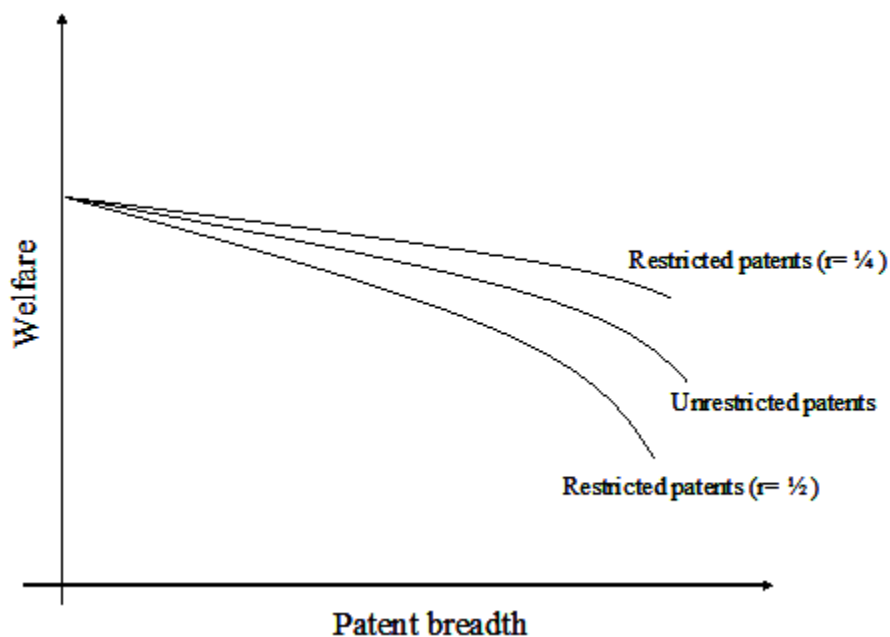 Welfare
Restricted patents (r= ¼ )
Unrestricted patents
Restricted patents (r= ½ )
Patent breadth